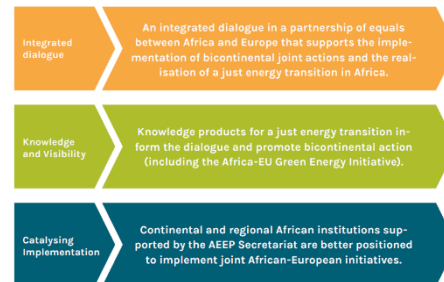 Integrated
dialogue
An integrated dialogue in a partnership of equals
between Africa and Europe that supports the imple-
mentation of bicontinental joint actions and the real-
isation of a just energy transition in Africa.
Knowledge
and Visibility
Knowledge products for a just energy transition in-
form the dialogue and promote bicontinental action
(including the Africa-EU Green Energy Initiative).
Catalysing
Implementation
Continental and regional African institutions sup-
ported by the AEEP Secretariat are better positioned
to implement joint African-European initiatives.